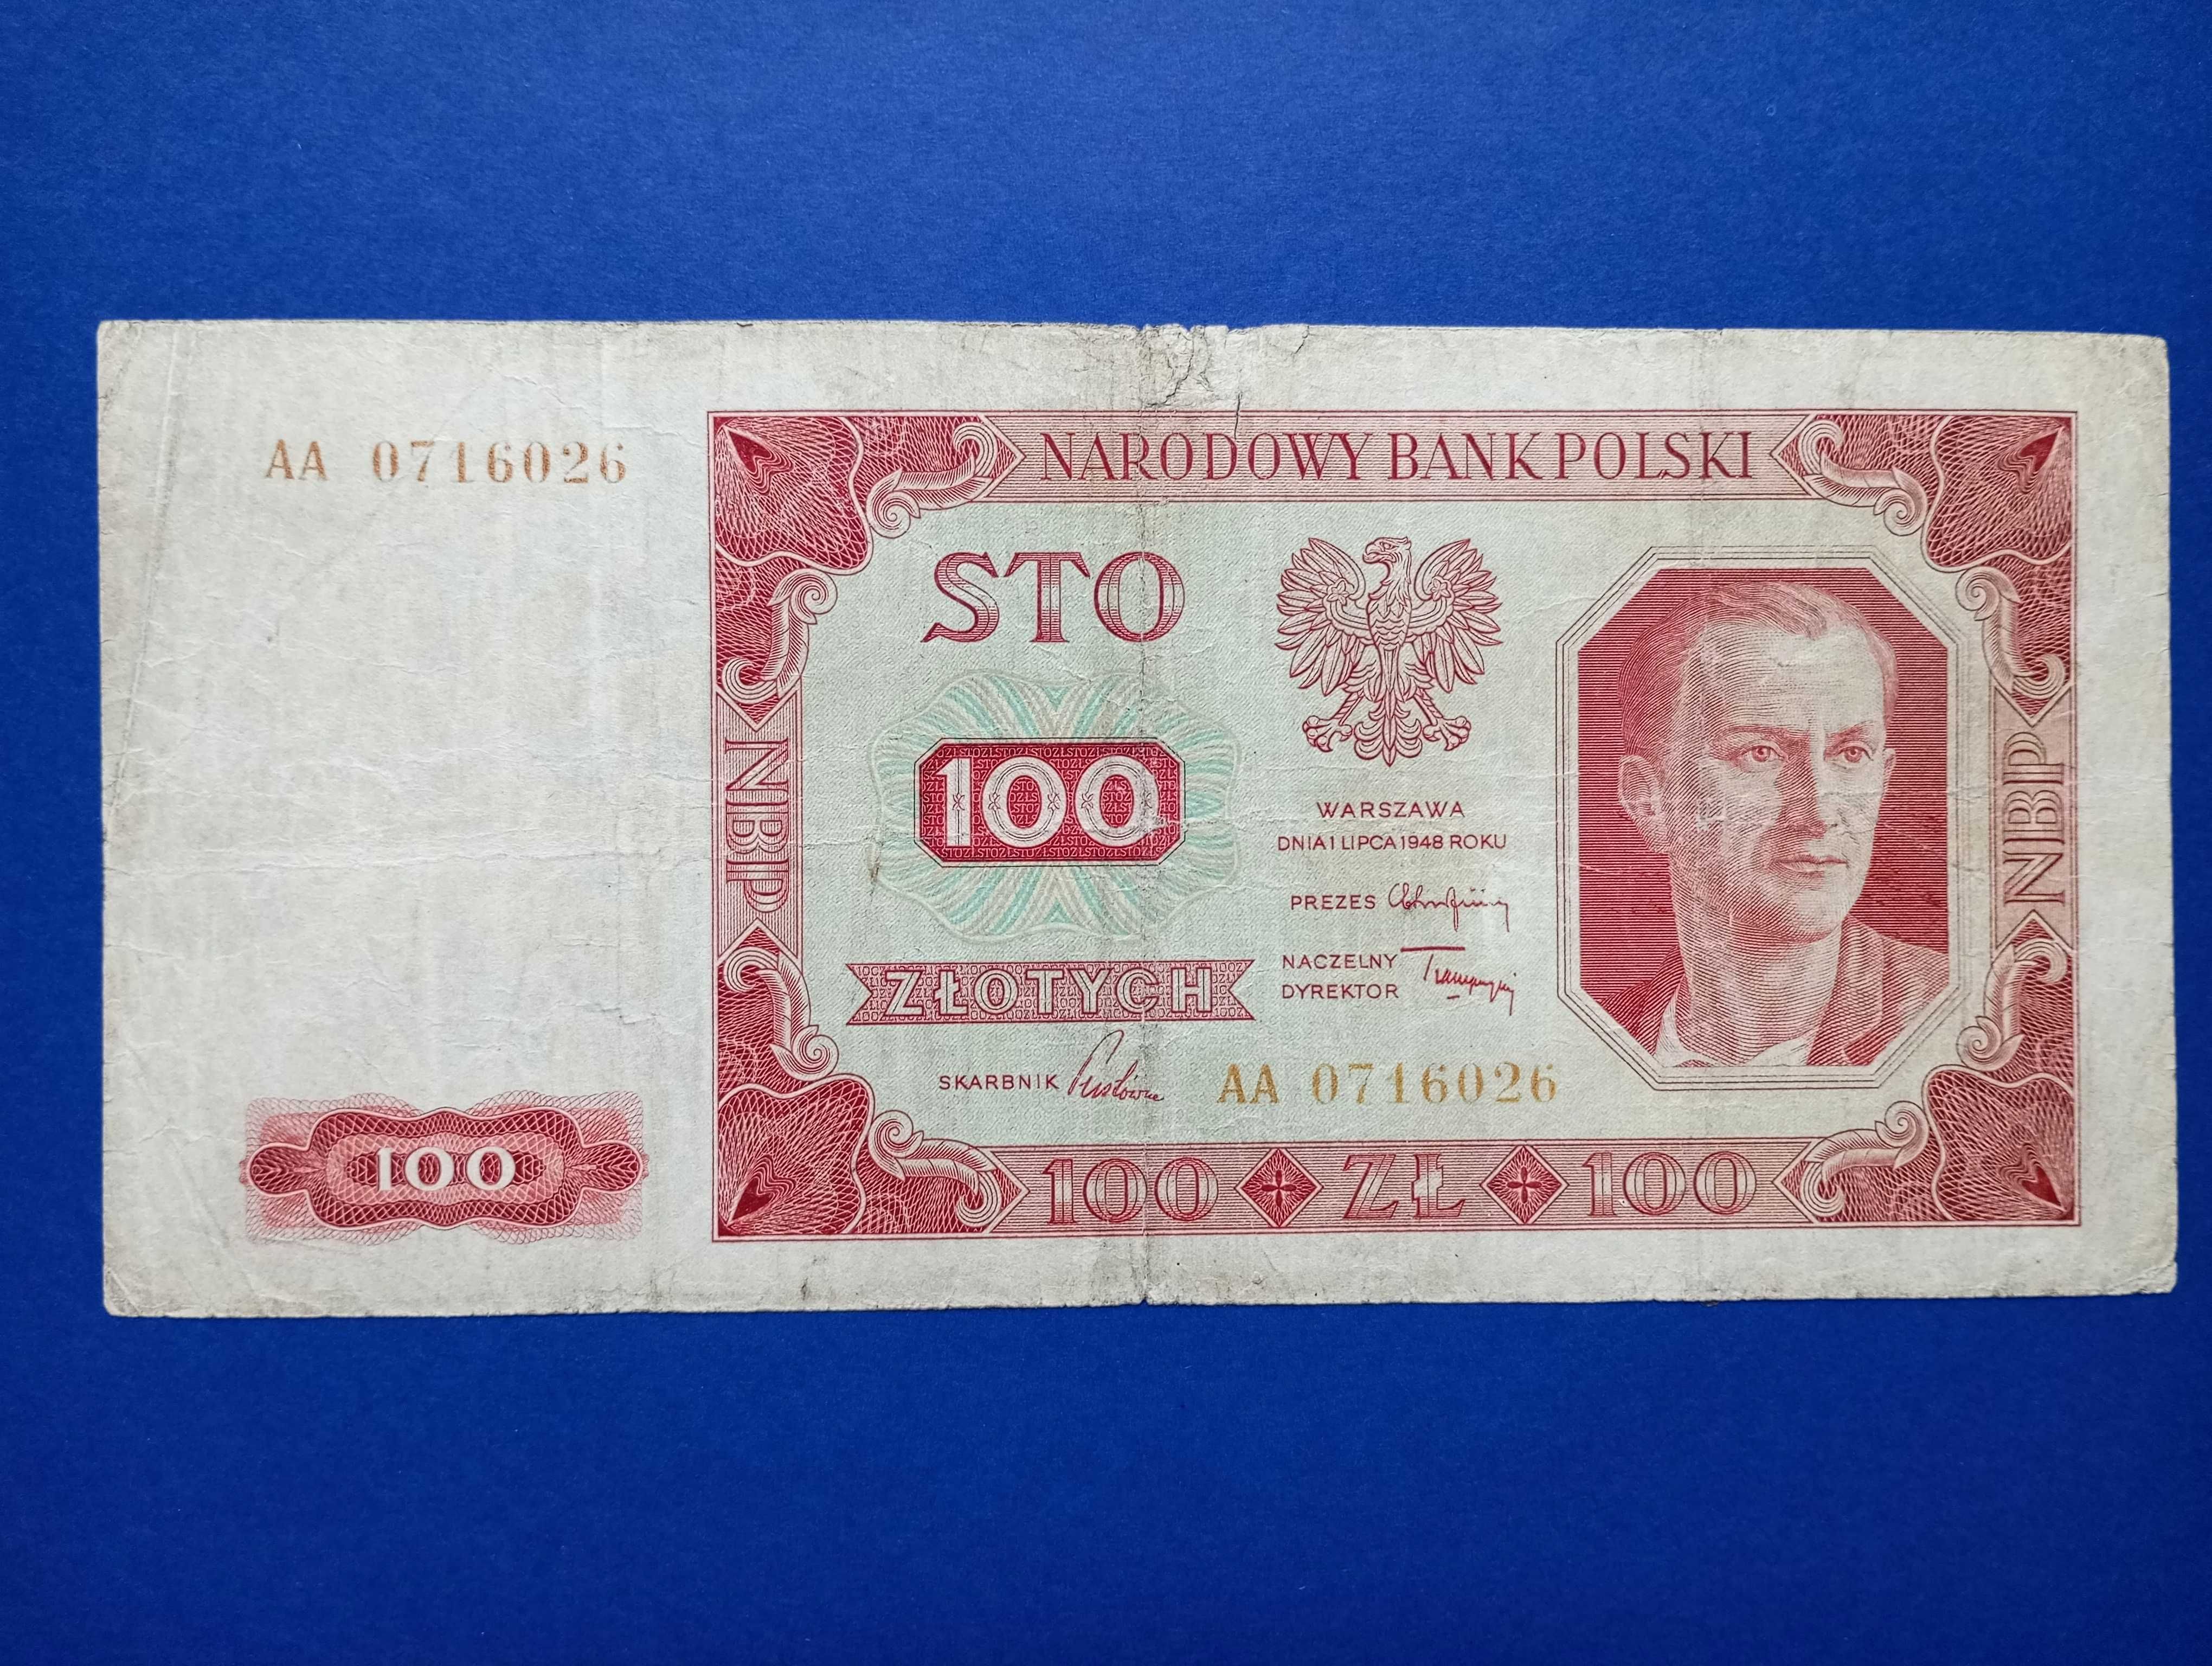 AA 0716026
NARODOWY BANK POLSKI
STO
100
ZŁOTYCH
WARSZAWA
DNIA 1 LIPCA 1948 ROKU
PREZES
NACZELNY
DYREKTOR
SKARBNIK
AA 0716026
NBP
NBP
100
100 ZŁ 100